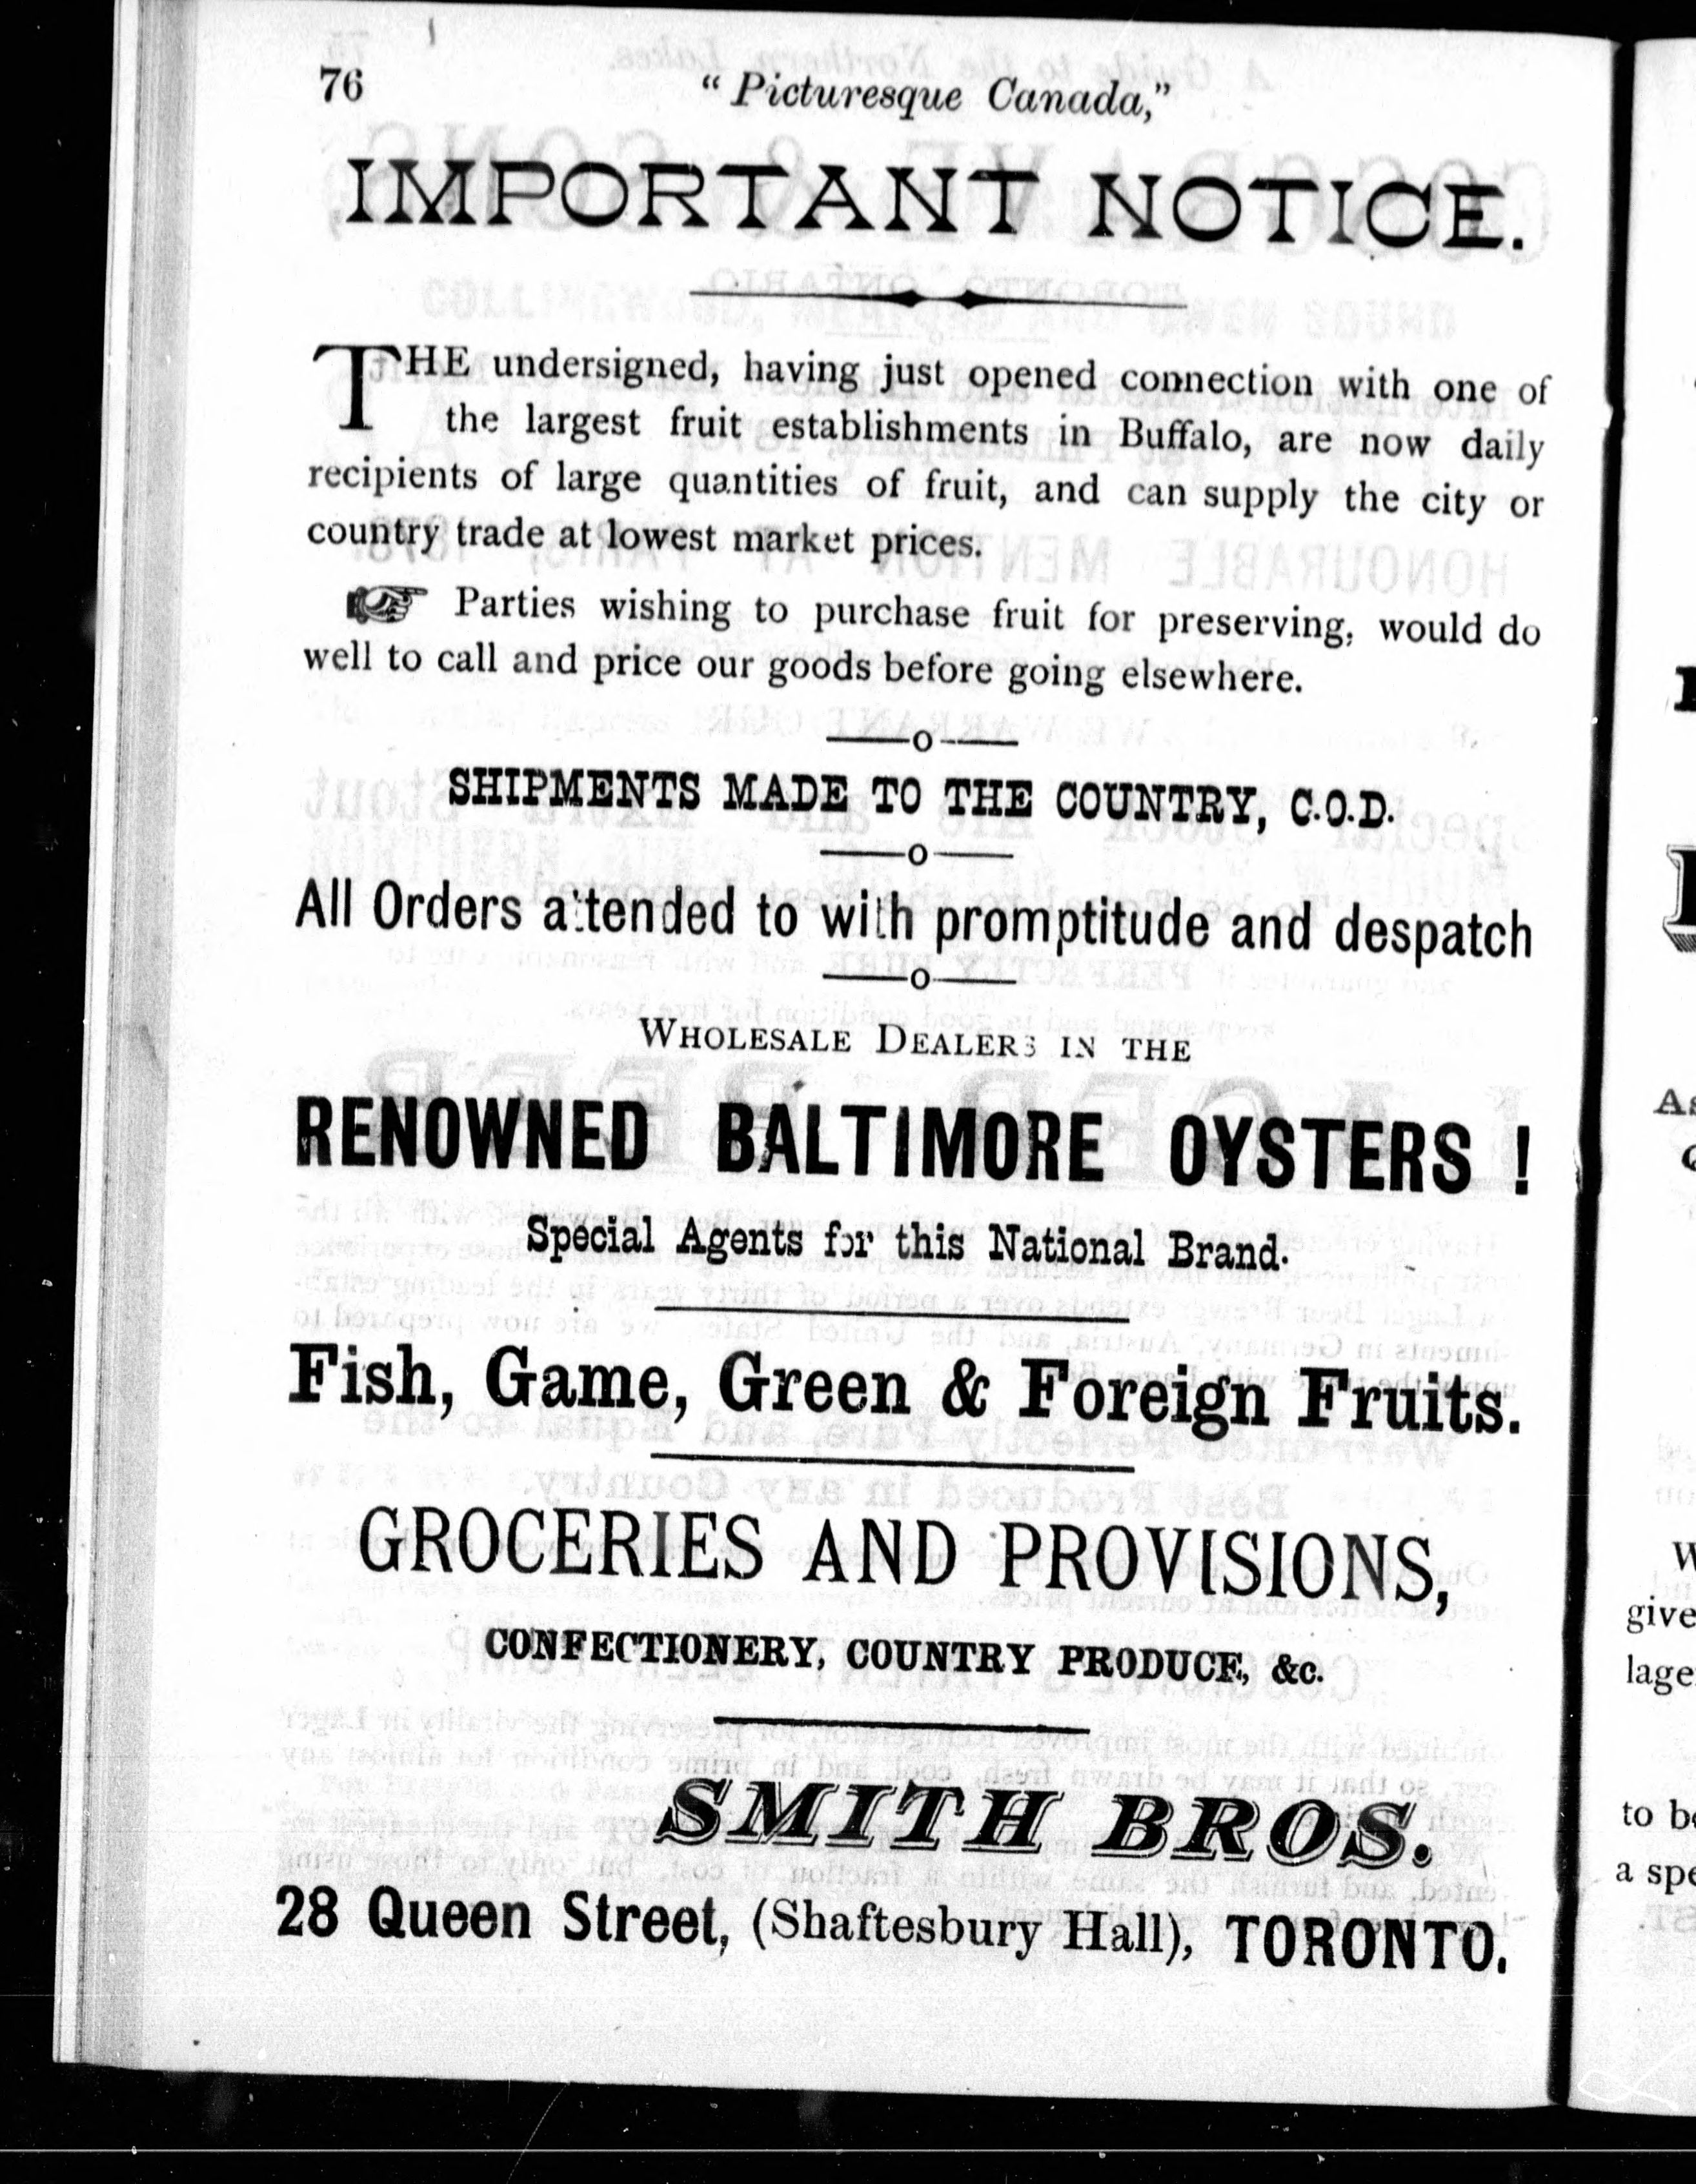 76
"Picturesque Canada,"
IMPORTANT NOTICE.
THE undersigned, having just opened connection with one of
the largest fruit establishments in Buffalo, are now daily
recipients of large quantities of fruit, and can supply the city or
country trade at lowest market prices.
☞ Parties wishing to purchase fruit for preserving, would do
well to call and price our goods before going elsewhere.
——o——
SHIPMENTS MADE TO THE COUNTRY, C.O.D.
——o——
All Orders attended to with promptitude and despatch
——o——
WHOLESALE DEALERS IN THE
RENOWNED BALTIMORE OYSTERS !
Special Agents for this National Brand.
Fish, Game, Green & Foreign Fruits.
GROCERIES AND PROVISIONS,
CONFECTIONERY, COUNTRY PRODUCE, &c.
SMITH BROS.
28 Queen Street, (Shaftesbury Hall), TORONTO.
give
to